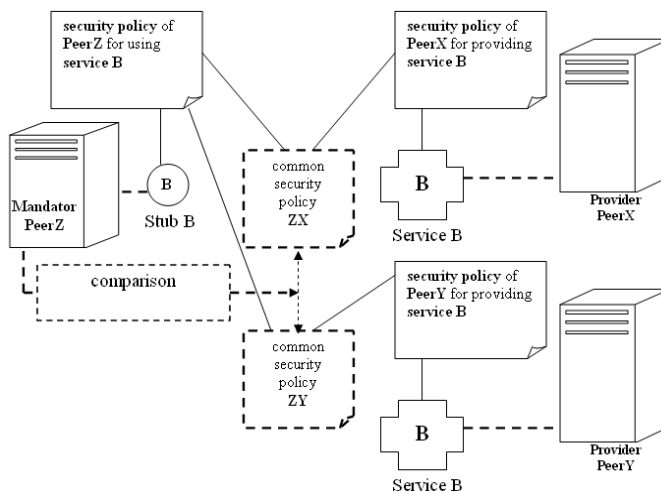 security policy of
PeerZ for using
service B
security policy of
PeerX for providing
service B
Mandator
PeerZ
B
Stub B
common
security
policy
ZX
B
Service B
Provider
PeerX
comparison
security policy of
PeerY for providing
service B
common
security
policy
ZY
B
Service B
Provider
PeerY